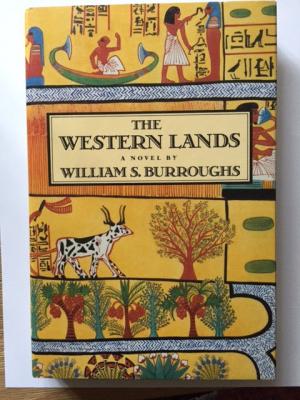 THE
WESTERN LANDS
A NOVEL BY
WILLIAM S. BURROUGHS